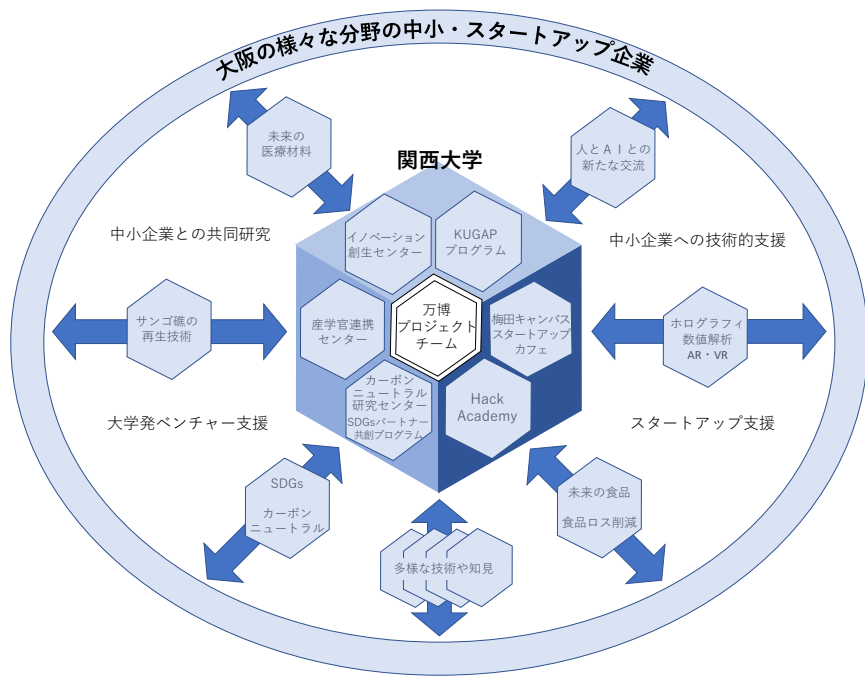 大阪の様々な分野の中小・スタートアップ企業
未来の
医療材料
人とＡＩとの
新たな交流
関西大学
中小企業との共同研究
中小企業への技術的支援
イノベーション
創生センター
KUGAP
プログラム
サンゴ礁の
再生技術
産学官連携
センター
万博
プロジェクト
チーム
梅田キャンパス
スタートアップ
カフェ
ホログラフィ
数値解析
AR・VR
カーボン
ニュートラル
研究センター
SDGsパートナー
共創プログラム
Hack
Academy
大学発ベンチャー支援
スタートアップ支援
SDGs
カーボン
ニュートラル
未来の食品
食品ロス削減
多様な技術や知見